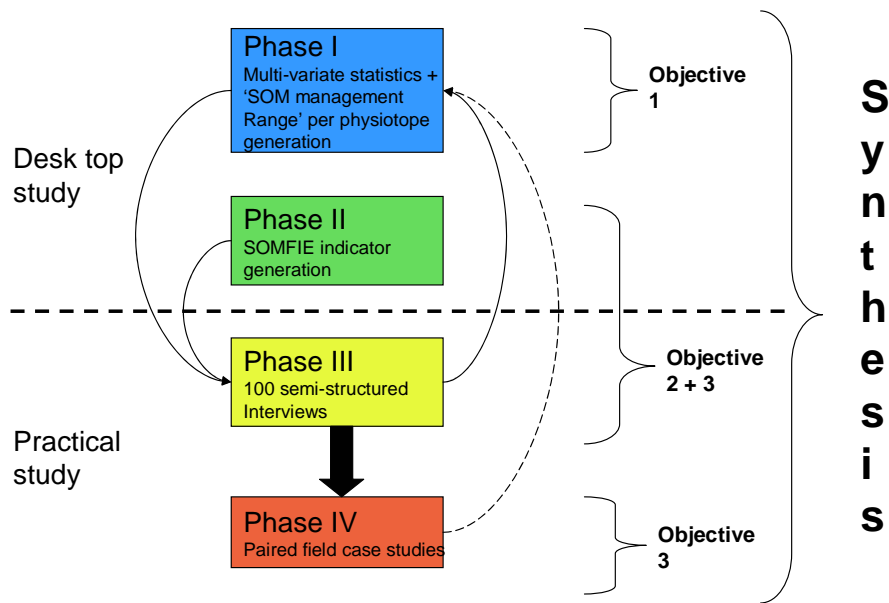 Phase I
Multi-variate statistics +
‘SOM management
Range’ per physiotope
generation
Objective
1
Desk top
study
Phase II
SOMFIE indicator
generation
Phase III
100 semi-structured
Interviews
Objective
2 + 3
Practical
study
Phase IV
Paired field case studies
Objective
3
S
y
n
t
h
e
s
i
s